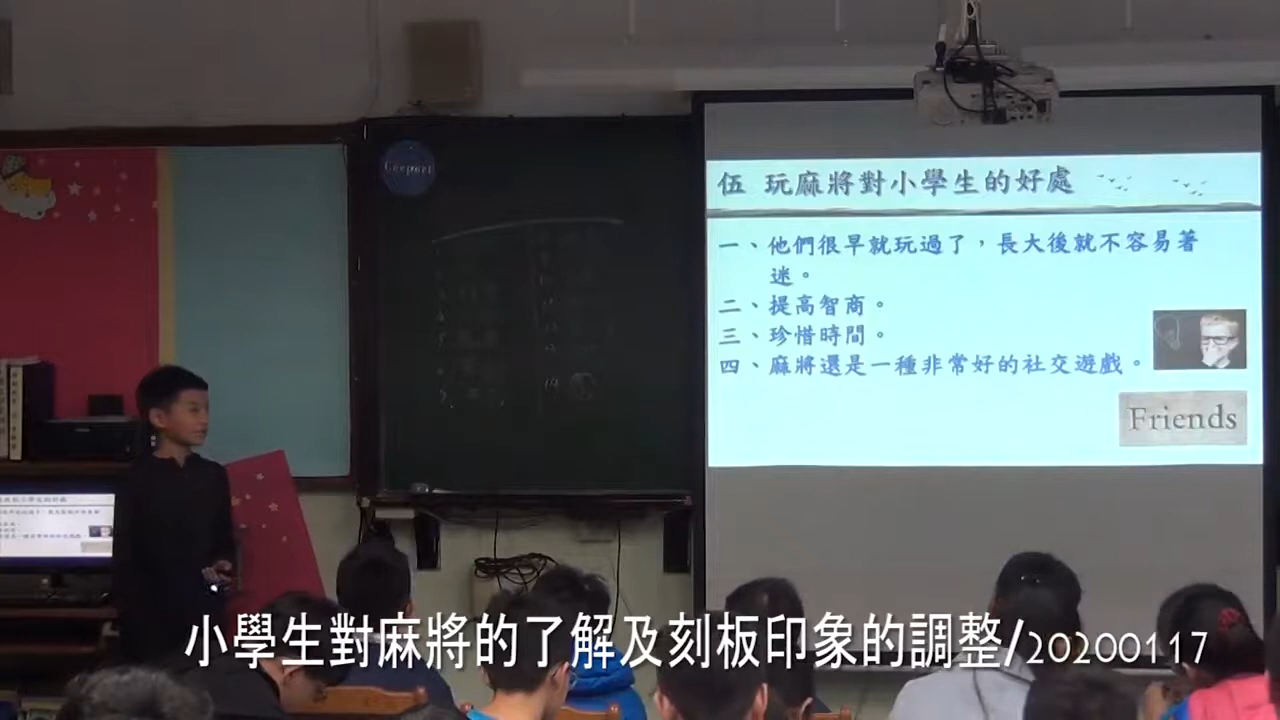 伍 玩麻將對小學生的好處
一、他們很早就玩過了，長大後就不容易著
迷。
二、提高智商。
三、珍惜時間。
四、麻將還是一種非常好的社交遊戲。
Friends
小學生對麻將的了解及刻板印象的調整/20200117